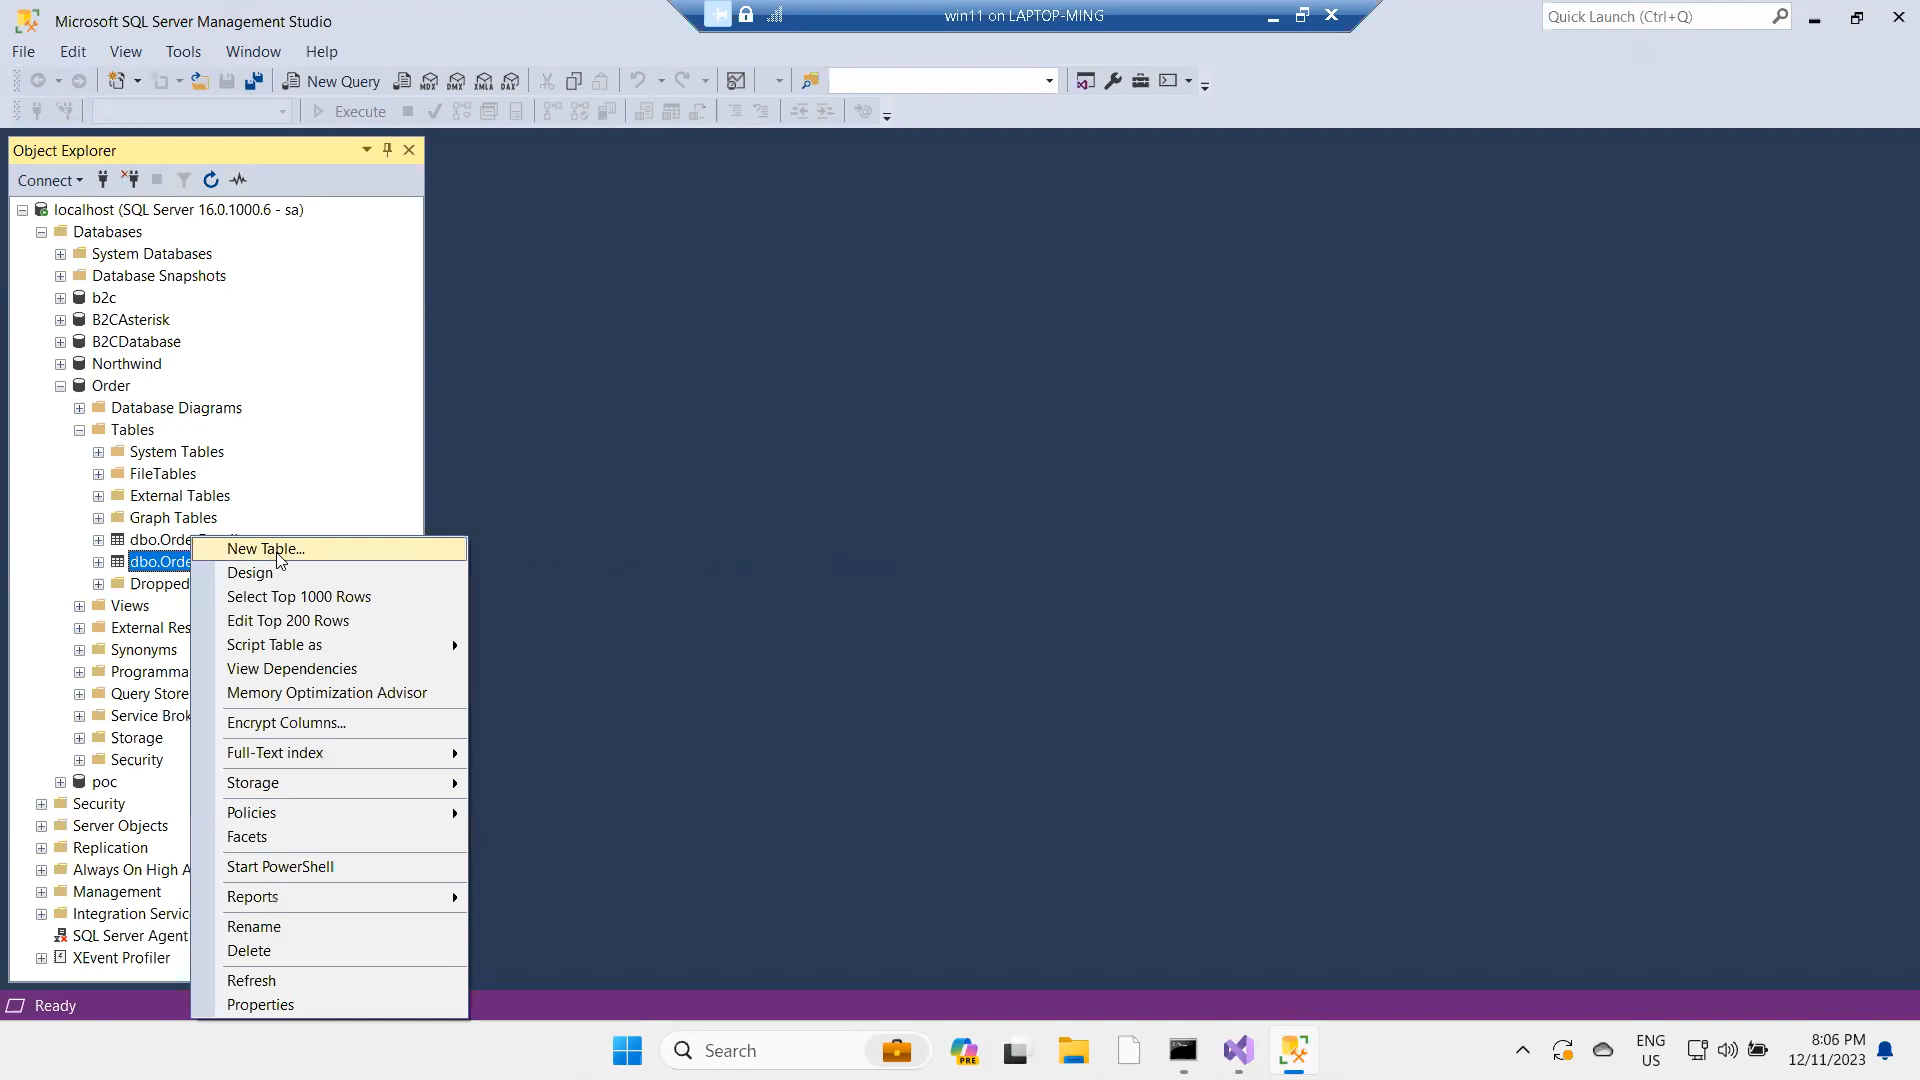 Microsoft SQL Server Management Studio
win11 on LAPTOP-MING
Quick Launch (Ctrl+Q)
File Edit View Tools Window Help
New Query MDX DMX XMLA DAX
Execute
Object Explorer
Connect
localhost (SQL Server 16.0.1000.6 - sa)
Databases
System Databases
Database Snapshots
b2c
B2CAsterisk
B2CDatabase
Northwind
Order
Database Diagrams
Tables
System Tables
FileTables
External Tables
Graph Tables
dbo.Orde
dbo.Orde
Dropped
Views
External Res
Synonyms
Programma
Query Store
Service Brok
Storage
Security
poc
Security
Server Objects
Replication
Always On High A
Management
Integration Servic
SQL Server Agent
XEvent Profiler
New Table...
Design
Select Top 1000 Rows
Edit Top 200 Rows
Script Table as
View Dependencies
Memory Optimization Advisor
Encrypt Columns...
Full-Text index
Storage
Policies
Facets
Start PowerShell
Reports
Rename
Delete
Refresh
Properties
Ready
Search
PRE
ENG
US
8:06 PM
12/11/2023